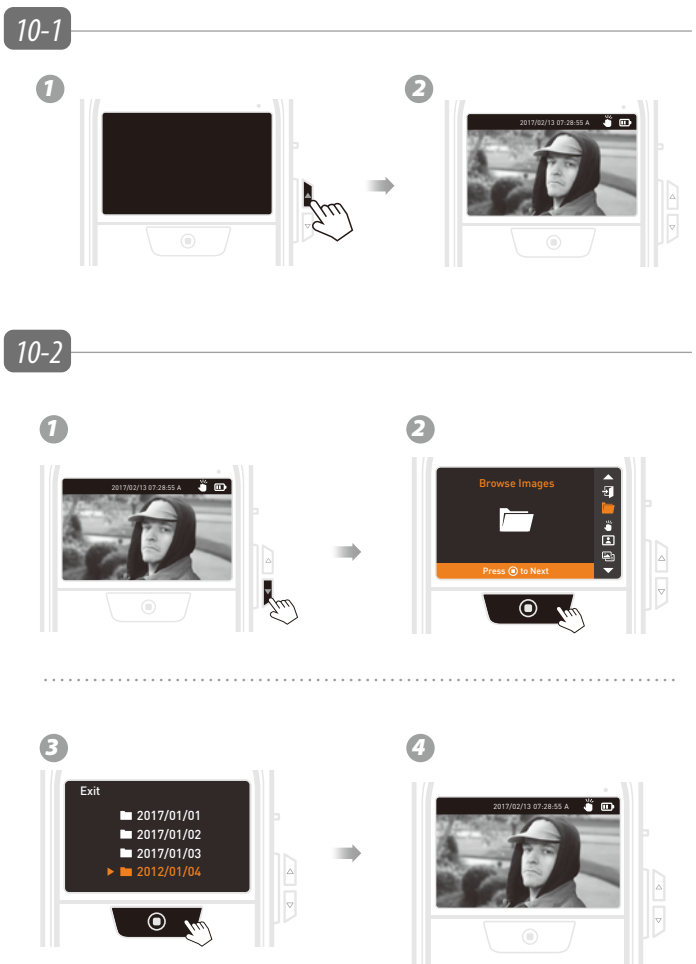 10-1
1
2
2017/02/13 07:28:55 A
10-2
1
2
2017/02/13 07:28:55 A
Browse Images
Press to Next
3
4
Exit
2017/01/01
2017/01/02
2017/01/03
2012/01/04
2017/02/13 07:28:55 A